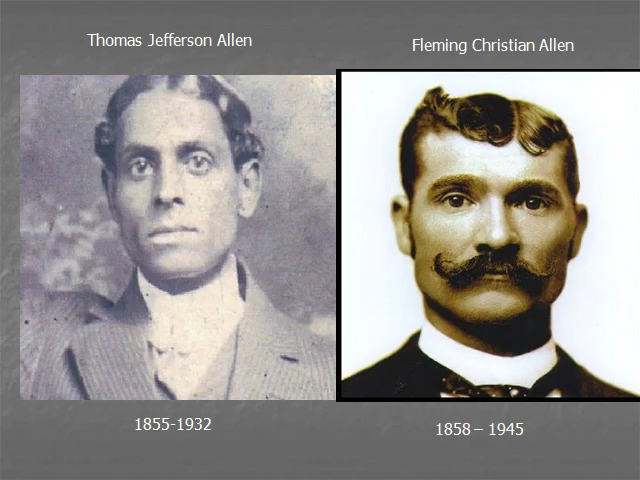 Thomas Jefferson Allen
Fleming Christian Allen
1855-1932
1858 – 1945